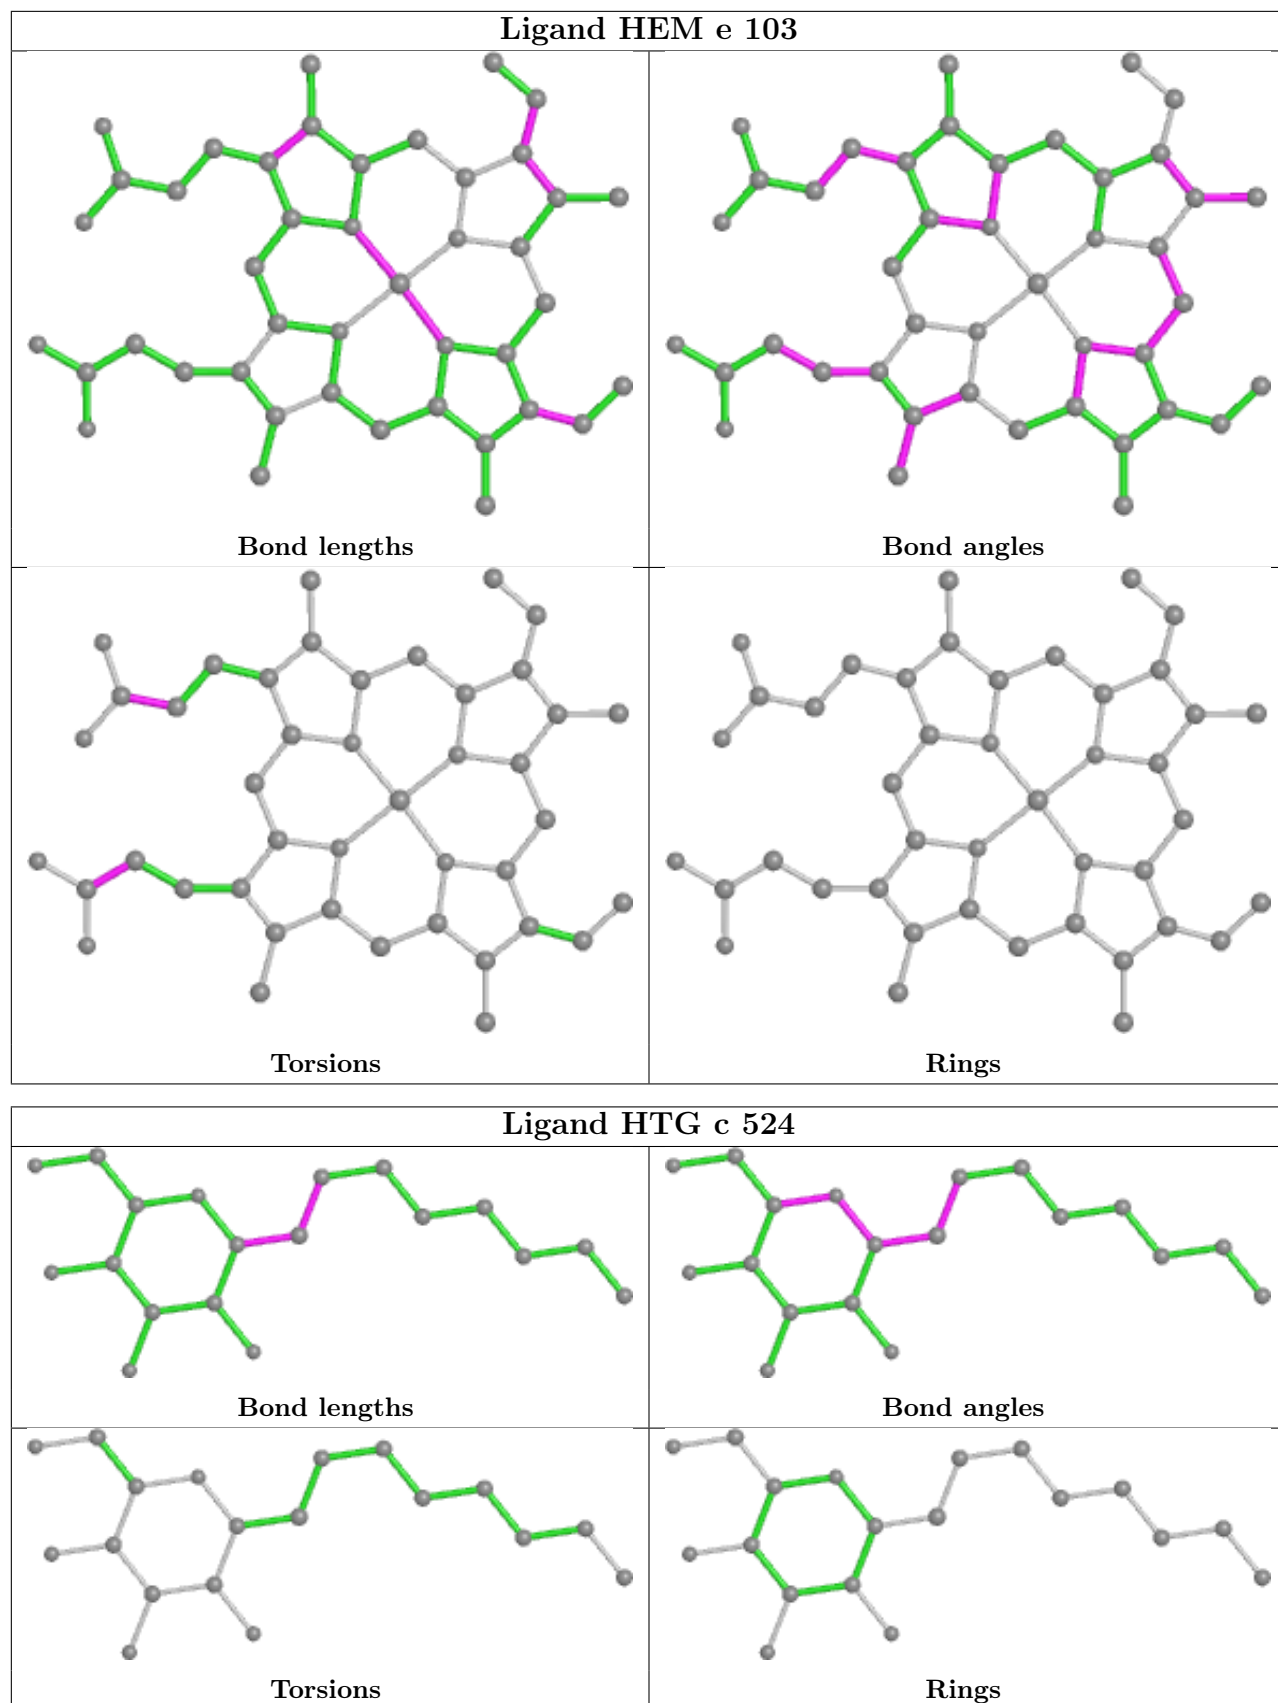 Ligand HEM e 103
Bond lengths
Bond angles
Torsions
Rings
Ligand HTG c 524
Bond lengths
Bond angles
Torsions
Rings